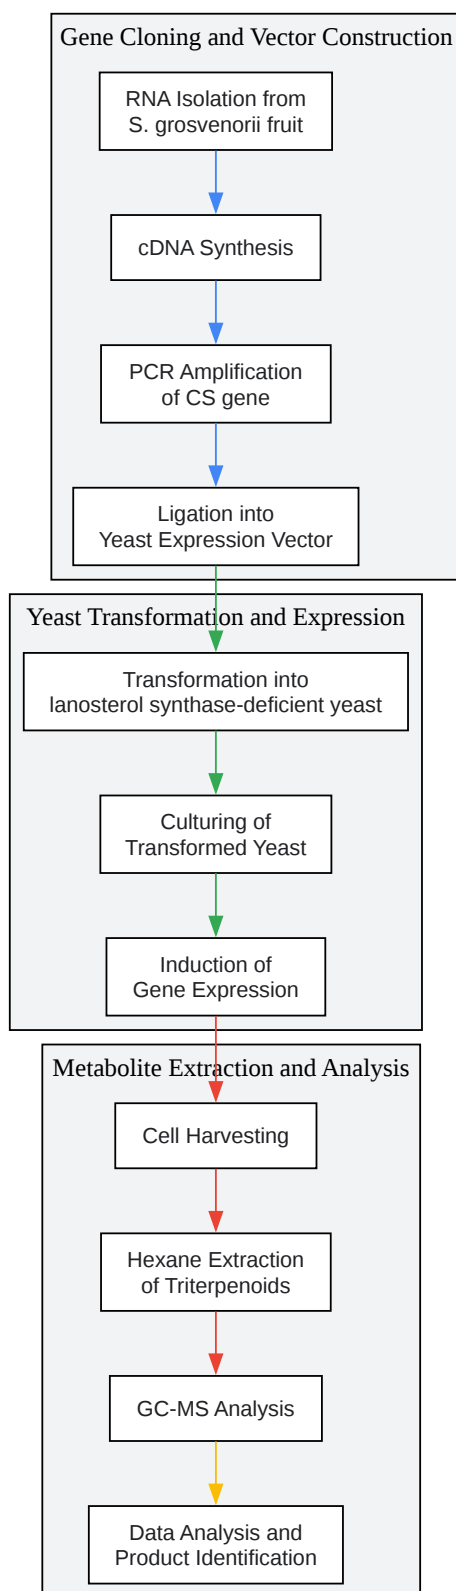 Gene Cloning and Vector Construction
RNA Isolation from
S. grosvenorii fruit
cDNA Synthesis
PCR Amplification
of CS gene
Ligation into
Yeast Expression Vector
Yeast Transformation and Expression
Transformation into
lanosterol synthase-deficient yeast
Culturing of
Transformed Yeast
Induction of
Gene Expression
Metabolite Extraction and Analysis
Cell Harvesting
Hexane Extraction
of Triterpenoids
GC-MS Analysis
Data Analysis and
Product Identification